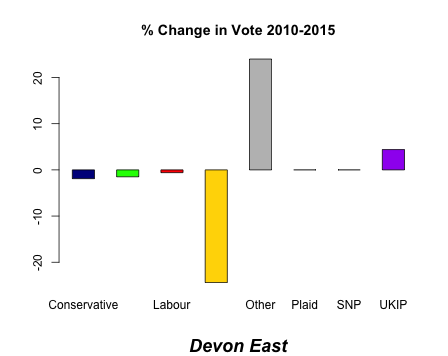 % Change in Vote 2010-2015
20
10
0
-10
-20
Conservative Labour Other Plaid SNP UKIP
Devon East